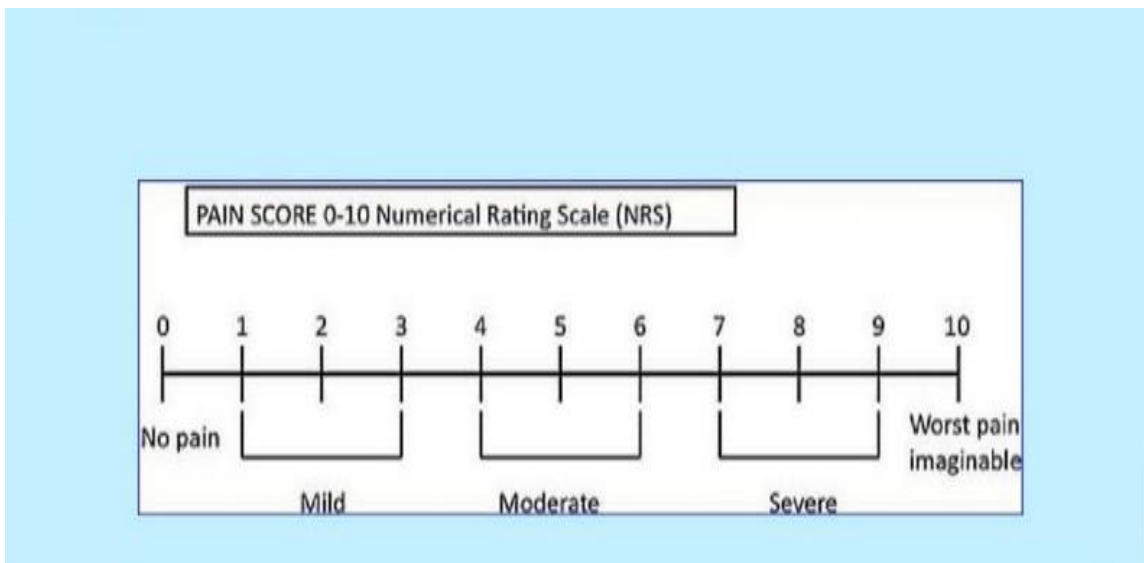 PAIN SCORE 0-10 Numerical Rating Scale (NRS)
0 1 2 3 4 5 6 7 8 9 10
No pain
Worst pain
imaginable
Mild Moderate Severe